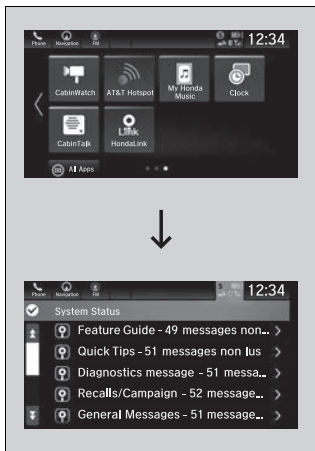 Phone Navigation FM 12:34
CabinWatch AT&T Hotspot My Honda Music Clock
CabinTalk Link HondaLink
All Apps
Phone Navigation FM 12:34
System Status
Feature Guide - 49 messages non...
Quick Tips - 51 messages non lus
Diagnostics message - 51 messa...
Recalls/Campaign - 52 message...
General Messages - 51 message...